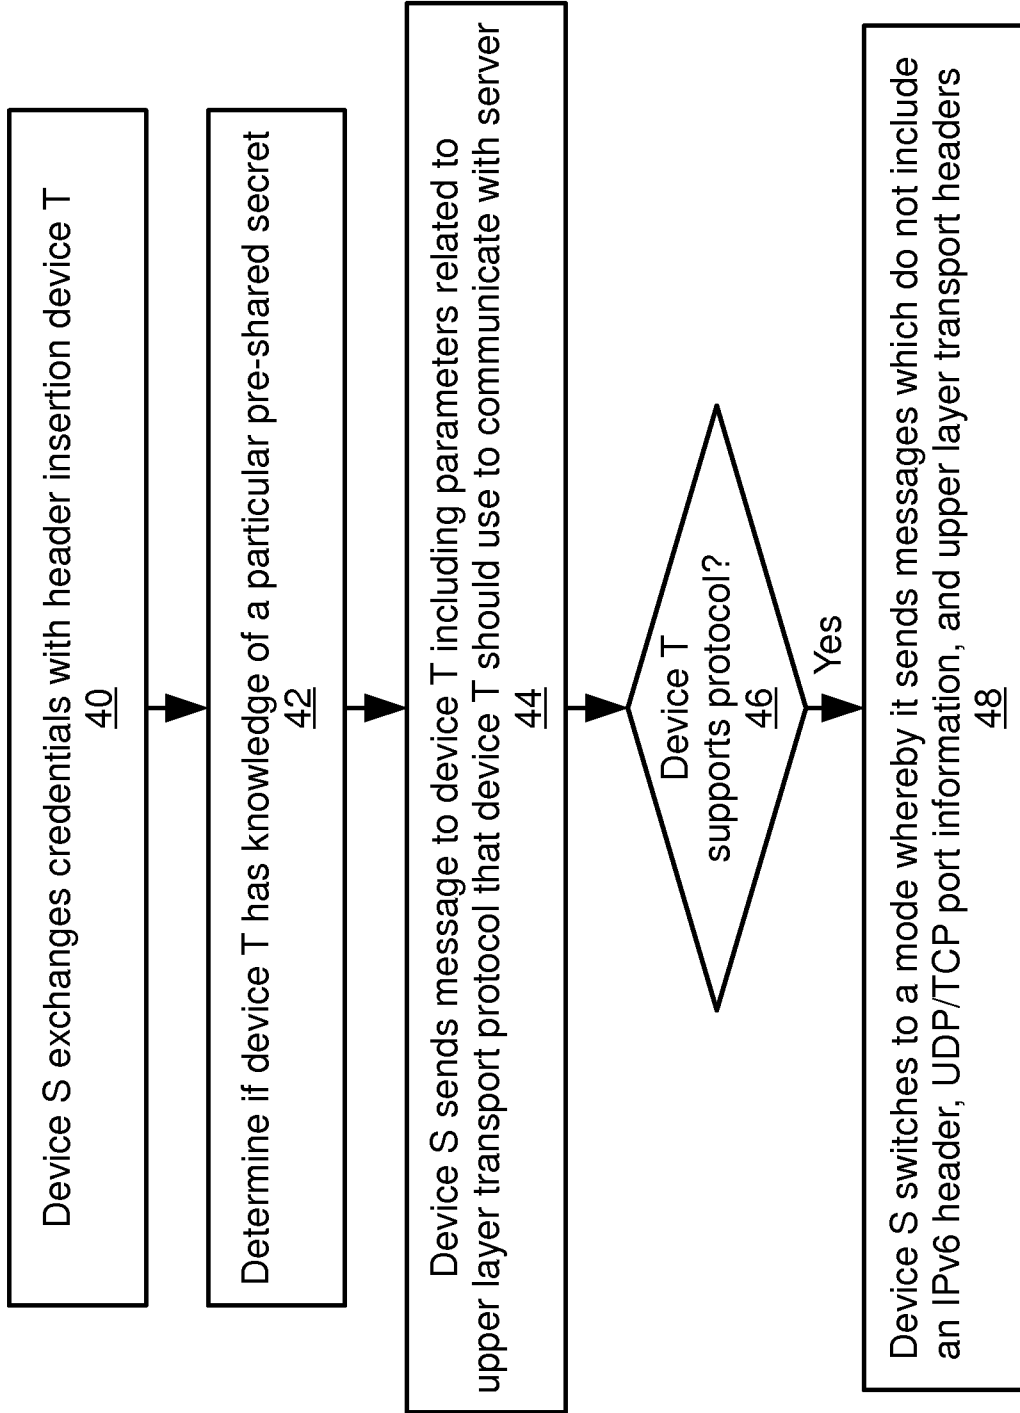 Device S exchanges credentials with header insertion device T
40
Determine if device T has knowledge of a particular pre-shared secret
42
Device S sends message to device T including parameters related to
upper layer transport protocol that device T should use to communicate with server
44
Device T
supports protocol?
46
Yes
Device S switches to a mode whereby it sends messages which do not include
an IPv6 header, UDP/TCP port information, and upper layer transport headers
48